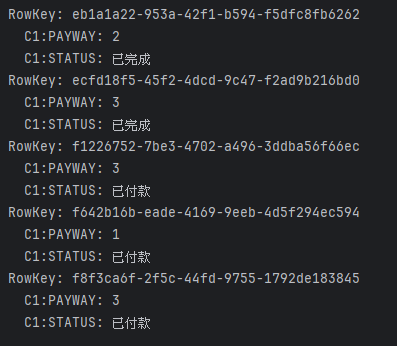 RowKey: eb1a1a22-953a-42f1-b594-f5dfc8fb6262
C1:PAYWAY: 2
C1:STATUS: 已完成
RowKey: ecfd18f5-45f2-4dcd-9c47-f2ad9b216bd0
C1:PAYWAY: 3
C1:STATUS: 已完成
RowKey: f1226752-7be3-4702-a496-3ddba56f66ec
C1:PAYWAY: 3
C1:STATUS: 已付款
RowKey: f642b16b-eade-4169-9eeb-4d5f294ec594
C1:PAYWAY: 1
C1:STATUS: 已付款
RowKey: f8f3ca6f-2f5c-44fd-9755-1792de183845
C1:PAYWAY: 3
C1:STATUS: 已付款